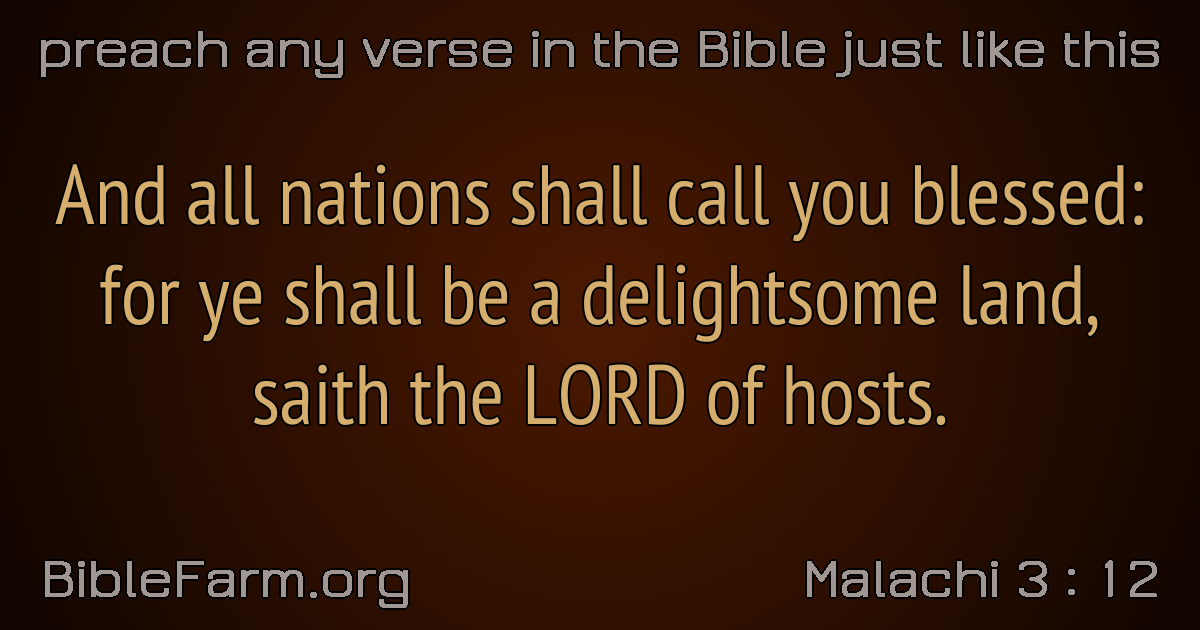 preach any verse in the Bible just like this
And all nations shall call you blessed:
for ye shall be a delightsome land,
saith the LORD of hosts.
BibleFarm.org
Malachi 3 : 12